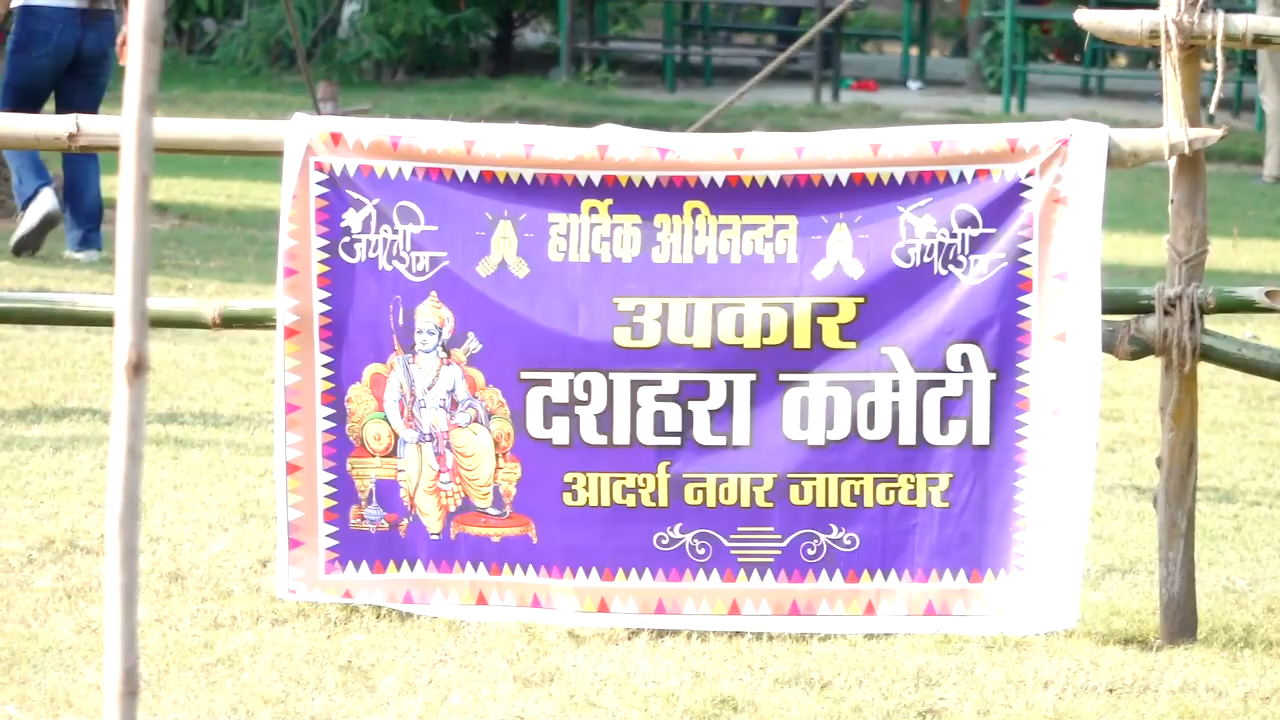 जय श्री राम
हार्दिक अभिनन्दन
जय श्री राम
उपकार
दशहरा कमेटी
आदर्श नगर जालन्धर